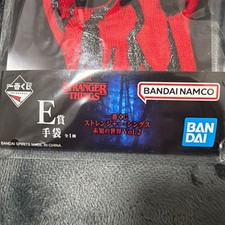 一番くじ
E賞
手袋 全1種
BANDAI SPIRITS MADE IN CHINA
STRANGER THINGS
一番くじ
ストレンジャー・シングス
未知の世界 Vol.2
BANDAI NAMCO
BAN
DAI